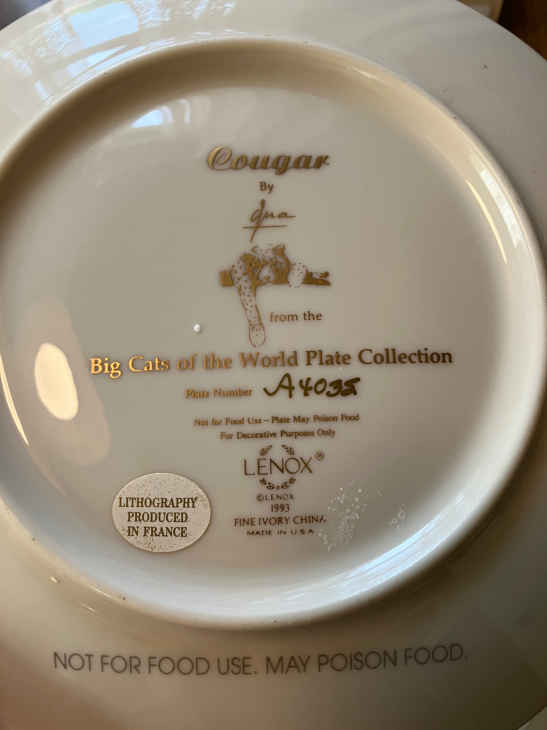 Cougar
By
from the
Big Cats of the World Plate Collection
Plate Number A4035
Not for Food Use – Plate May Poison Food
For Decorative Purposes Only
LENOX®
©LENOX
1993
FINE IVORY CHINA
MADE IN U.S.A
LITHOGRAPHY
PRODUCED
IN FRANCE
NOT FOR FOOD USE. MAY POISON FOOD.